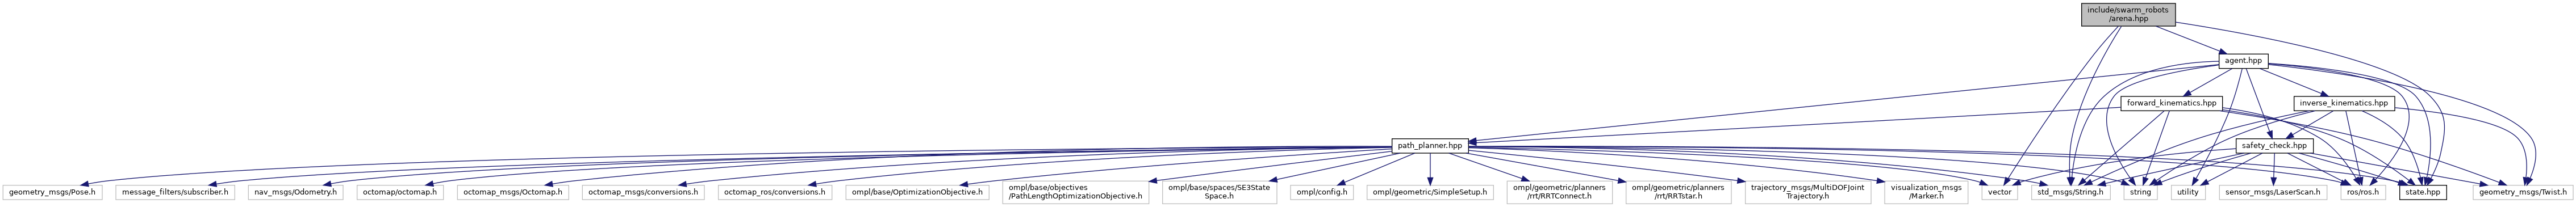 include/swarm_robots
/arena.hpp
agent.hpp
forward_kinematics.hpp
inverse_kinematics.hpp
path_planner.hpp
safety_check.hpp
geometry_msgs/Pose.h
message_filters/subscriber.h
nav_msgs/Odometry.h
octomap/octomap.h
octomap_msgs/Octomap.h
octomap_msgs/conversions.h
octomap_ros/conversions.h
ompl/base/OptimizationObjective.h
ompl/base/objectives
/PathLengthOptimizationObjective.h
ompl/base/spaces/SE3State
Space.h
ompl/config.h
ompl/geometric/SimpleSetup.h
ompl/geometric/planners
/rrt/RRTConnect.h
ompl/geometric/planners
/rrt/RRTstar.h
trajectory_msgs/MultiDOFJoint
Trajectory.h
visualization_msgs
/Marker.h
vector
std_msgs/String.h
string
utility
sensor_msgs/LaserScan.h
ros/ros.h
state.hpp
geometry_msgs/Twist.h